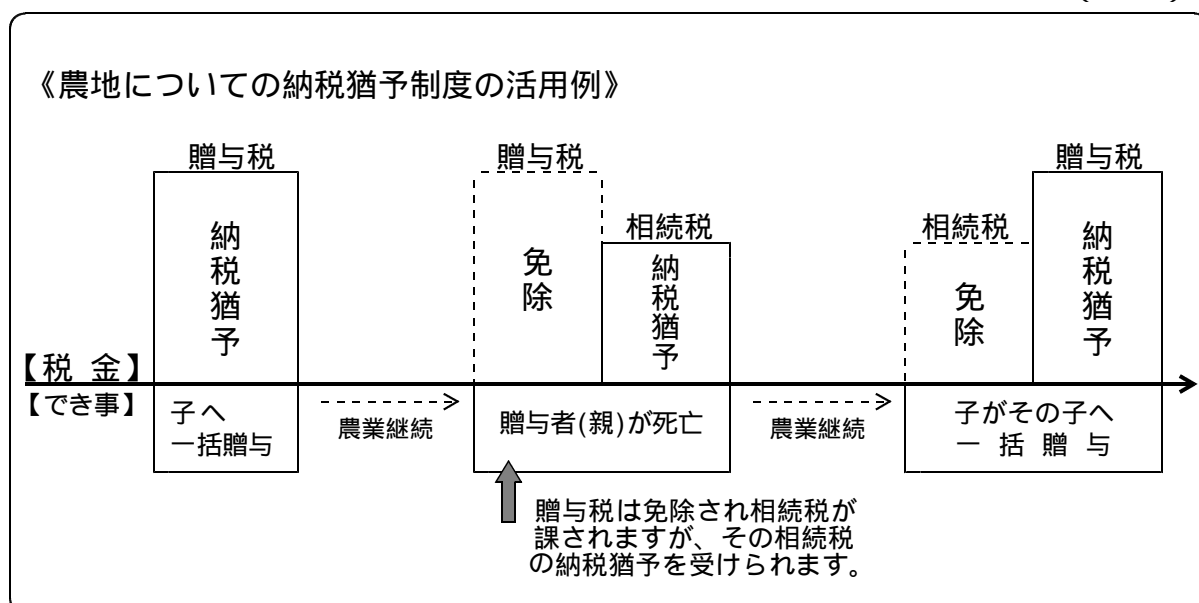 《農地についての納税猶予制度の活用例》
贈与税
納税猶予
贈与税
免除
相続税
納税猶予
相続税
免除
贈与税
納税猶予
【税 金】
【でき事】
子へ
一括贈与
農業継続
贈与者(親)が死亡
農業継続
子がその子へ
一 括 贈 与
贈与税は免除され相続税が
課されますが、その相続税
の納税猶予を受けられます。